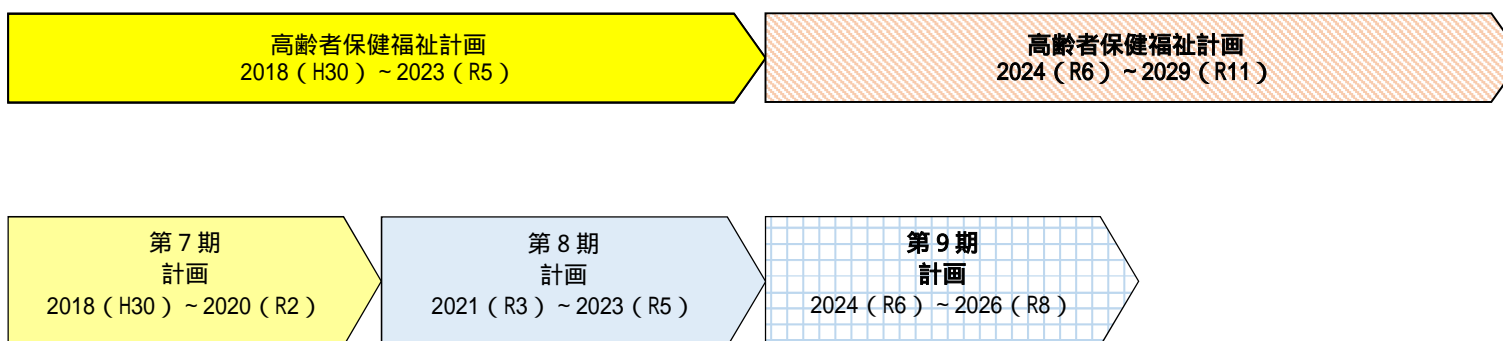 高齢者保健福祉計画
2018（H30）～2023（R5）
高齢者保健福祉計画
2024（R6）～2029（R11）
第７期
計画
2018（H30）～2020（R2）
第８期
計画
2021（R3）～2023（R5）
第９期
計画
2024（R6）～2026（R8）